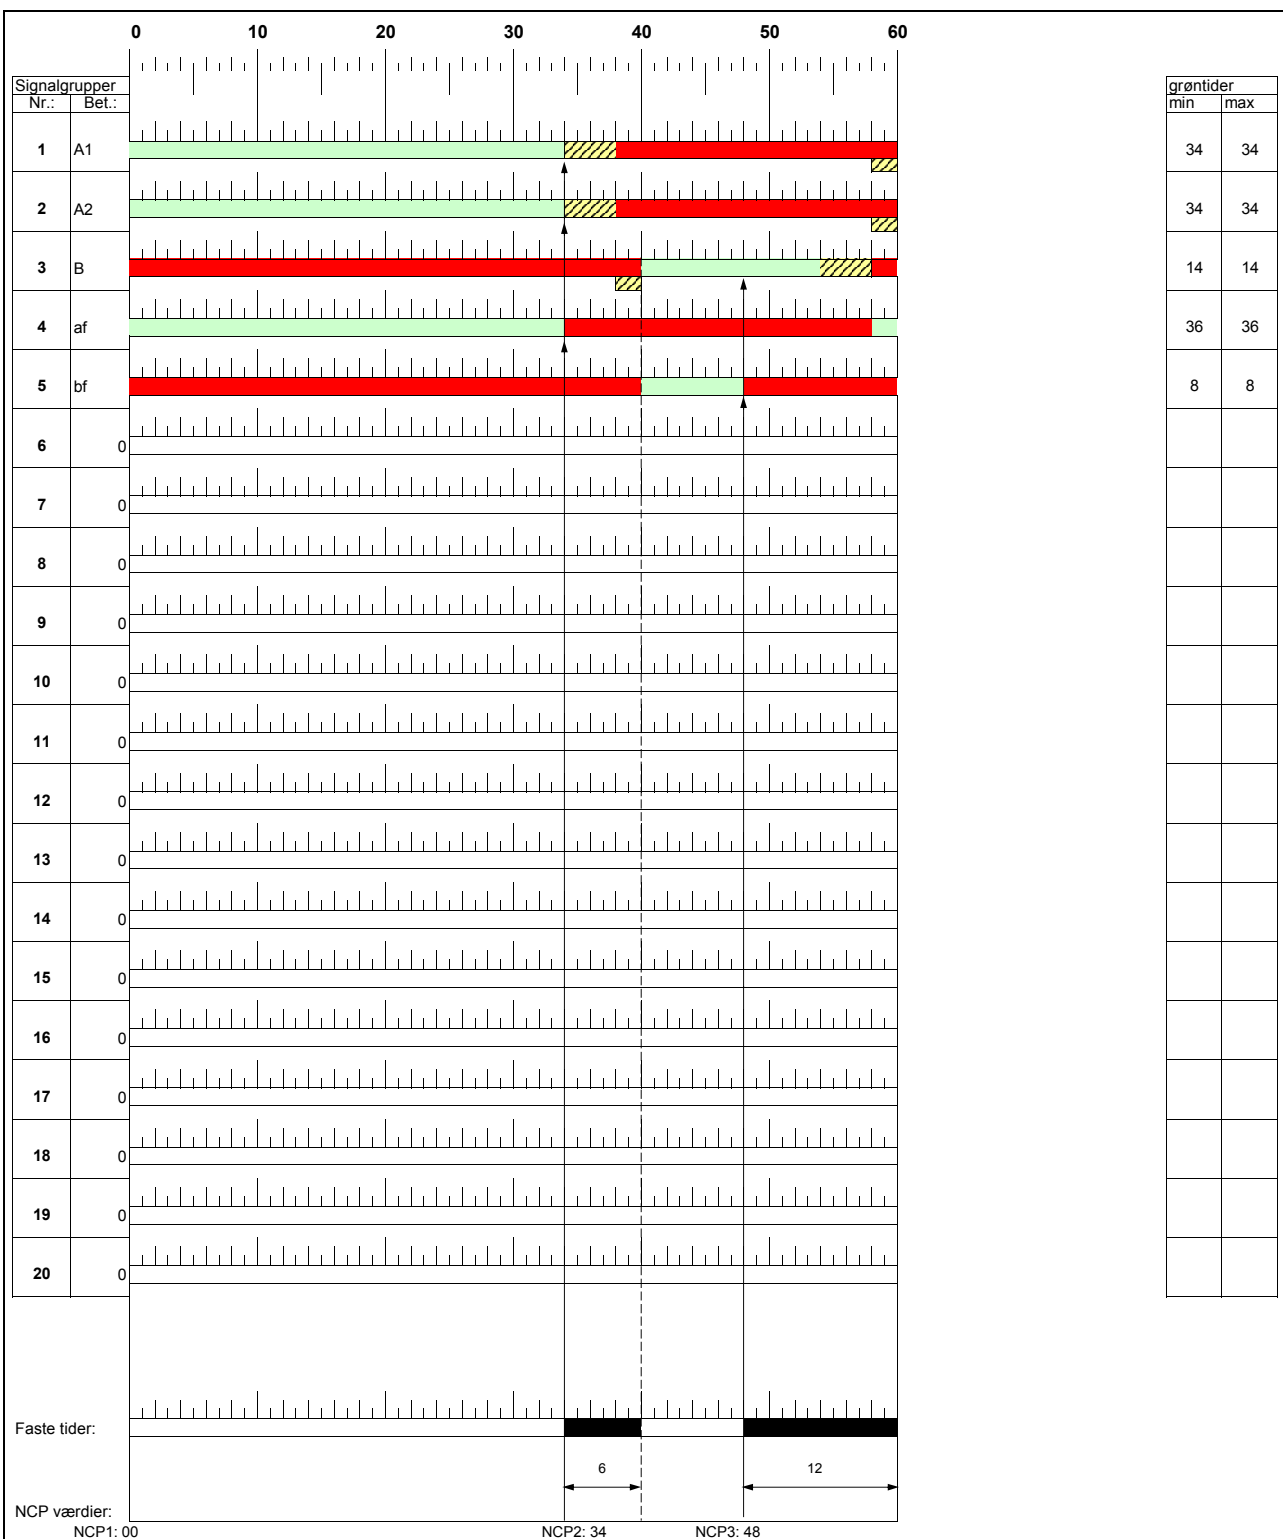 0 10 20 30 40 50 60
Signalgrupper grøntider
Nr.: Bet.: min max
1 A1 34 34
2 A2 34 34
3 B 14 14
4 af 36 36
5 bf 8 8
6 0
7 0
8 0
9 0
10 0
11 0
12 0
13 0
14 0
15 0
16 0
17 0
18 0
19 0
20 0
Faste tider:
6 12
NCP værdier:
NCP1: 00 NCP2: 34 NCP3: 48